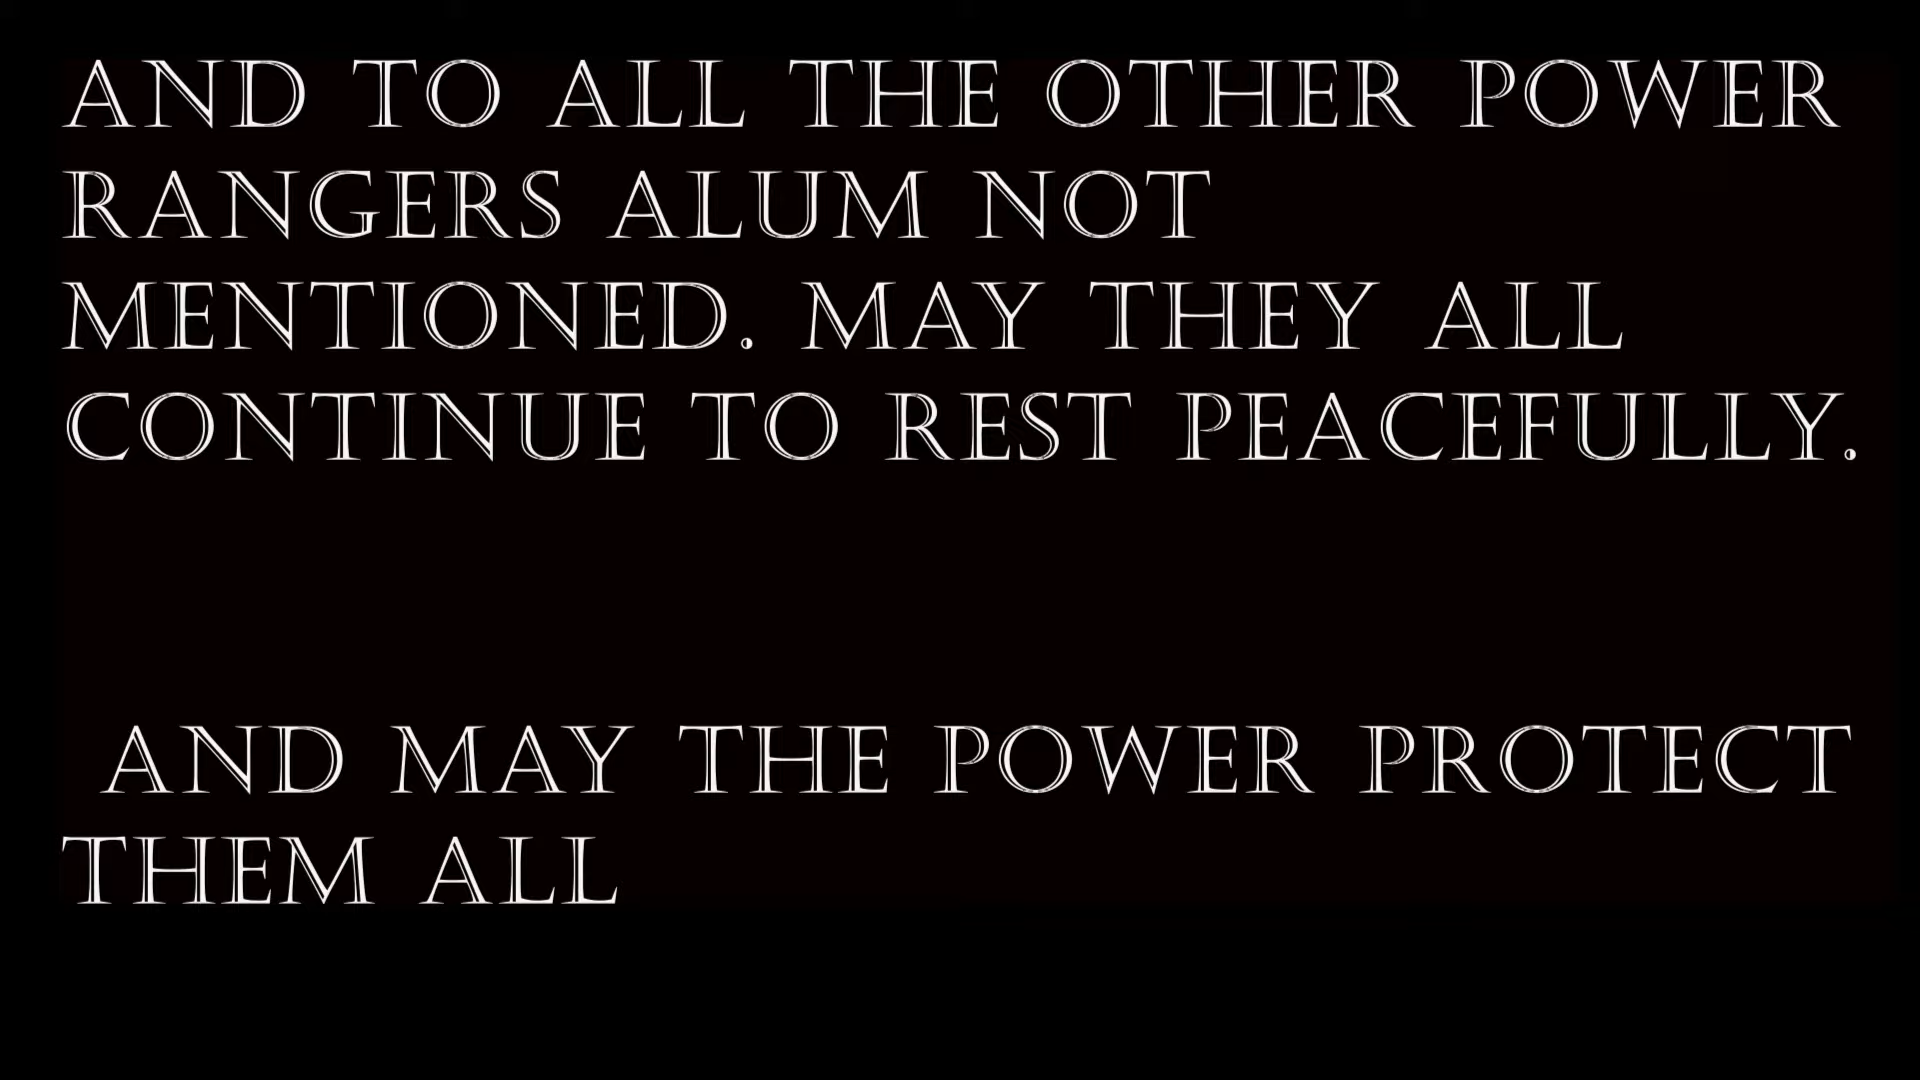 AND TO ALL THE OTHER POWER
RANGERS ALUM NOT
MENTIONED. MAY THEY ALL
CONTINUE TO REST PEACEFULLY.
AND MAY THE POWER PROTECT
THEM ALL